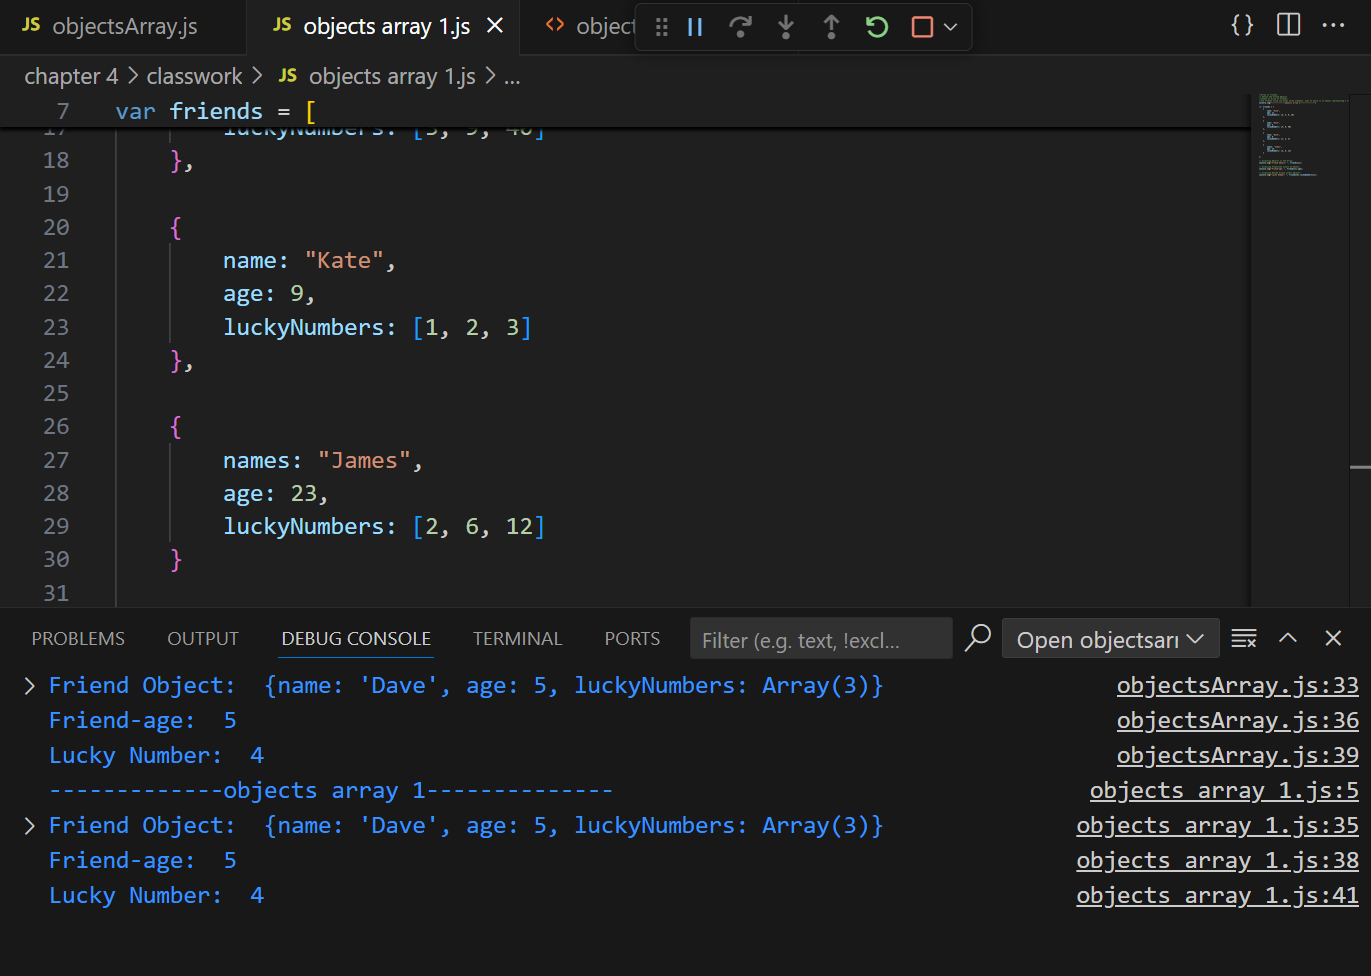 JS objectsArray.js
JS objects array 1.js
<> object
{}
chapter 4 > classwork > JS objects array 1.js > ...
7 var friends = [
17 luckyNumbers: [5, 9, 40]
18 },
19
20 {
21 name: "Kate",
22 age: 9,
23 luckyNumbers: [1, 2, 3]
24 },
25
26 {
27 names: "James",
28 age: 23,
29 luckyNumbers: [2, 6, 12]
30 }
31
PROBLEMS OUTPUT DEBUG CONSOLE TERMINAL PORTS Filter (e.g. text, !excl... Open objectsarr
> Friend Object: {name: 'Dave', age: 5, luckyNumbers: Array(3)} objectsArray.js:33
Friend-age: 5 objectsArray.js:36
Lucky Number: 4 objectsArray.js:39
-------------objects array 1-------------- objects array 1.js:5
> Friend Object: {name: 'Dave', age: 5, luckyNumbers: Array(3)} objects array 1.js:35
Friend-age: 5 objects array 1.js:38
Lucky Number: 4 objects array 1.js:41